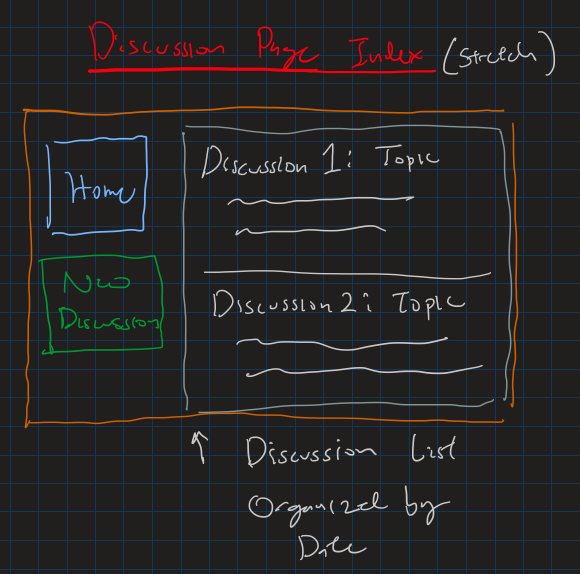 Discussion Page Index (Stretch)
Home
New
Discussion
Discussion 1: Topic
Discussion 2: Topic
↑ Discussion List
Organized by
Date